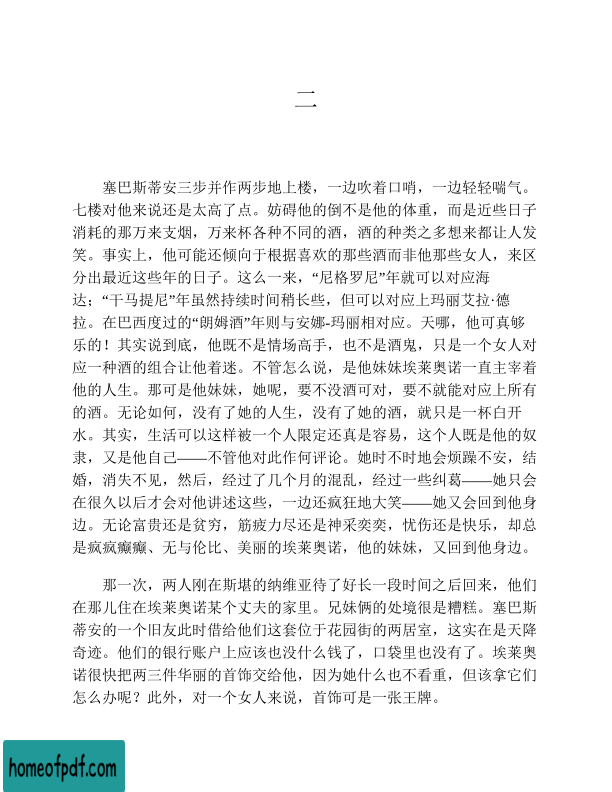 二
塞巴斯蒂安三步并作两步地上楼，一边吹着口哨，一边轻轻喘气。
七楼对他来说还是太高了点。妨碍他的倒不是他的体重，而是近些日子
消耗的那万来支烟，万来杯各种不同的酒，酒的种类之多想来都让人发
笑。事实上，他可能还倾向于根据喜欢的那些酒而非他那些女人，来区
分出最近这些年的日子。这么一来，“尼格罗尼”年就可以对应海
达；“干马提尼”年虽然持续时间稍长些，但可以对应上玛丽艾拉·德
拉。在巴西度过的“朗姆酒”年则与安娜-玛丽相对应。天哪，他可真够
乐的！其实说到底，他既不是情场高手，也不是酒鬼，只是一个女人对
应一种酒的组合让他着迷。不管怎么说，是他妹妹埃莱奥诺一直主宰着
他的人生。那可是他妹妹，她呢，要不没酒可对，要不就能对应上所有
的酒。无论如何，没有了她的人生，没有了她的酒，就只是一杯白开
水。其实，生活可以这样被一个人限定还真是容易，这个人既是他的奴
隶，又是他自己——不管他对此作何评论。她时不时地会烦躁不安，结
婚，消失不见，然后，经过了几个月的混乱，经过一些纠葛——她只会
在很久以后才会对他讲述这些，一边还疯狂地大笑——她又会回到他身
边。无论富贵还是贫穷，筋疲力尽还是神采奕奕，忧伤还是快乐，却总
是疯疯癫癫、无与伦比、美丽的埃莱奥诺，他的妹妹，又回到他身边。
那一次，两人刚在斯堪的纳维亚待了好长一段时间之后回来，他们
在那儿住在埃莱奥诺某个丈夫的家里。兄妹俩的处境很是糟糕。塞巴斯
蒂安的一个旧友此时借给他们这套位于花园街的两居室，这实在是天降
奇迹。他们的银行账户上应该也没什么钱了，口袋里也没有了。埃莱奥
诺很快把两三件华丽的首饰交给他，因为她什么也不看重，但该拿它们
怎么办呢？此外，对一个女人来说，首饰可是一张王牌。
homeofpdf.com